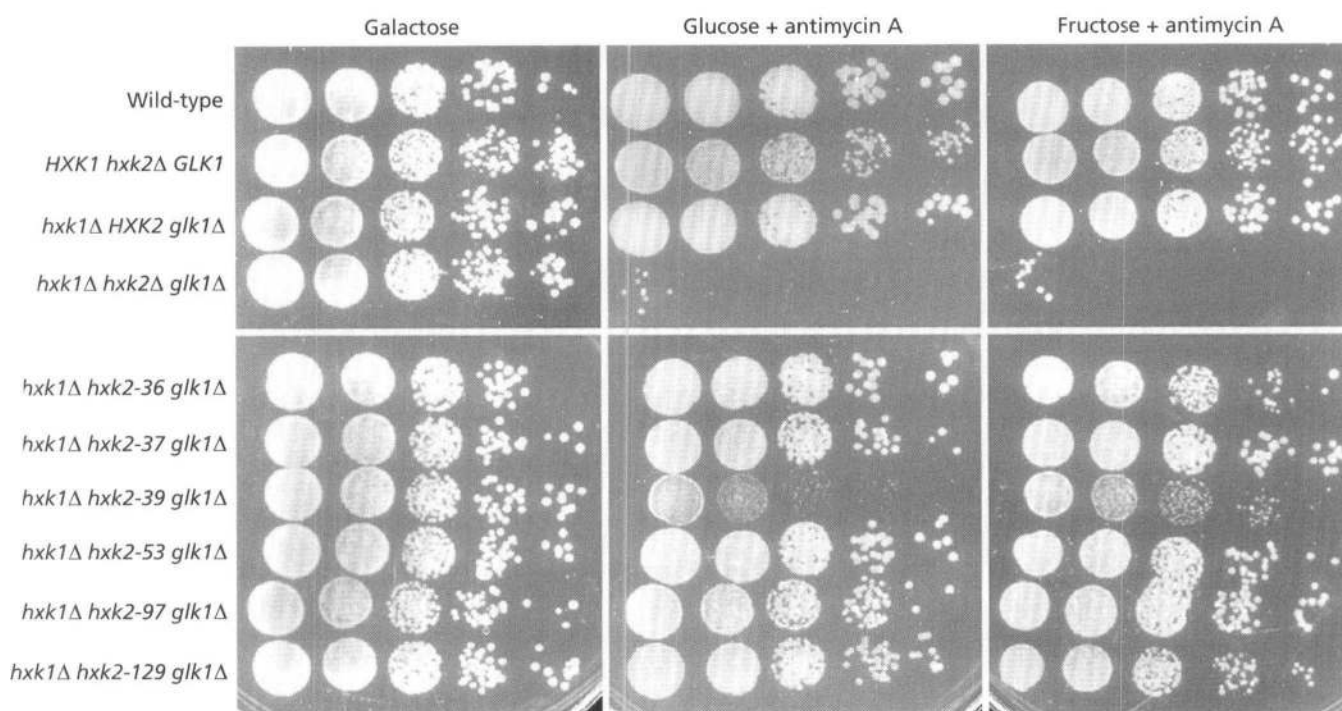 Galactose
Glucose + antimycin A
Fructose + antimycin A
Wild-type
HXK1 hxk2Δ GLK1
hxk1Δ HXK2 glk1Δ
hxk1Δ hxk2Δ glk1Δ
hxk1Δ hxk2-36 glk1Δ
hxk1Δ hxk2-37 glk1Δ
hxk1Δ hxk2-39 glk1Δ
hxk1Δ hxk2-53 glk1Δ
hxk1Δ hxk2-97 glk1Δ
hxk1Δ hxk2-129 glk1Δ